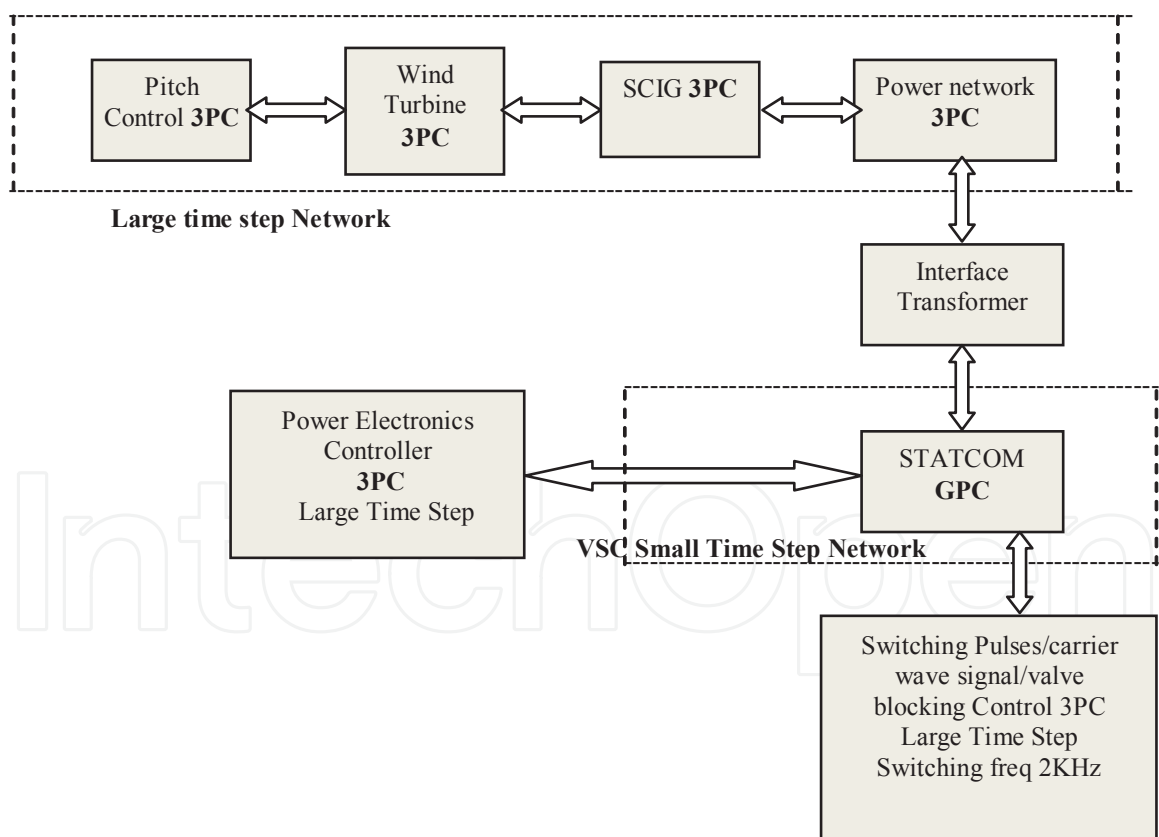 Pitch
Control 3PC
Wind
Turbine
3PC
SCIG 3PC
Power network
3PC
Large time step Network
Interface
Transformer
Power Electronics
Controller
3PC
Large Time Step
STATCOM
GPC
VSC Small Time Step Network
Switching Pulses/carrier
wave signal/valve
blocking Control 3PC
Large Time Step
Switching freq 2KHz
IntechOpen